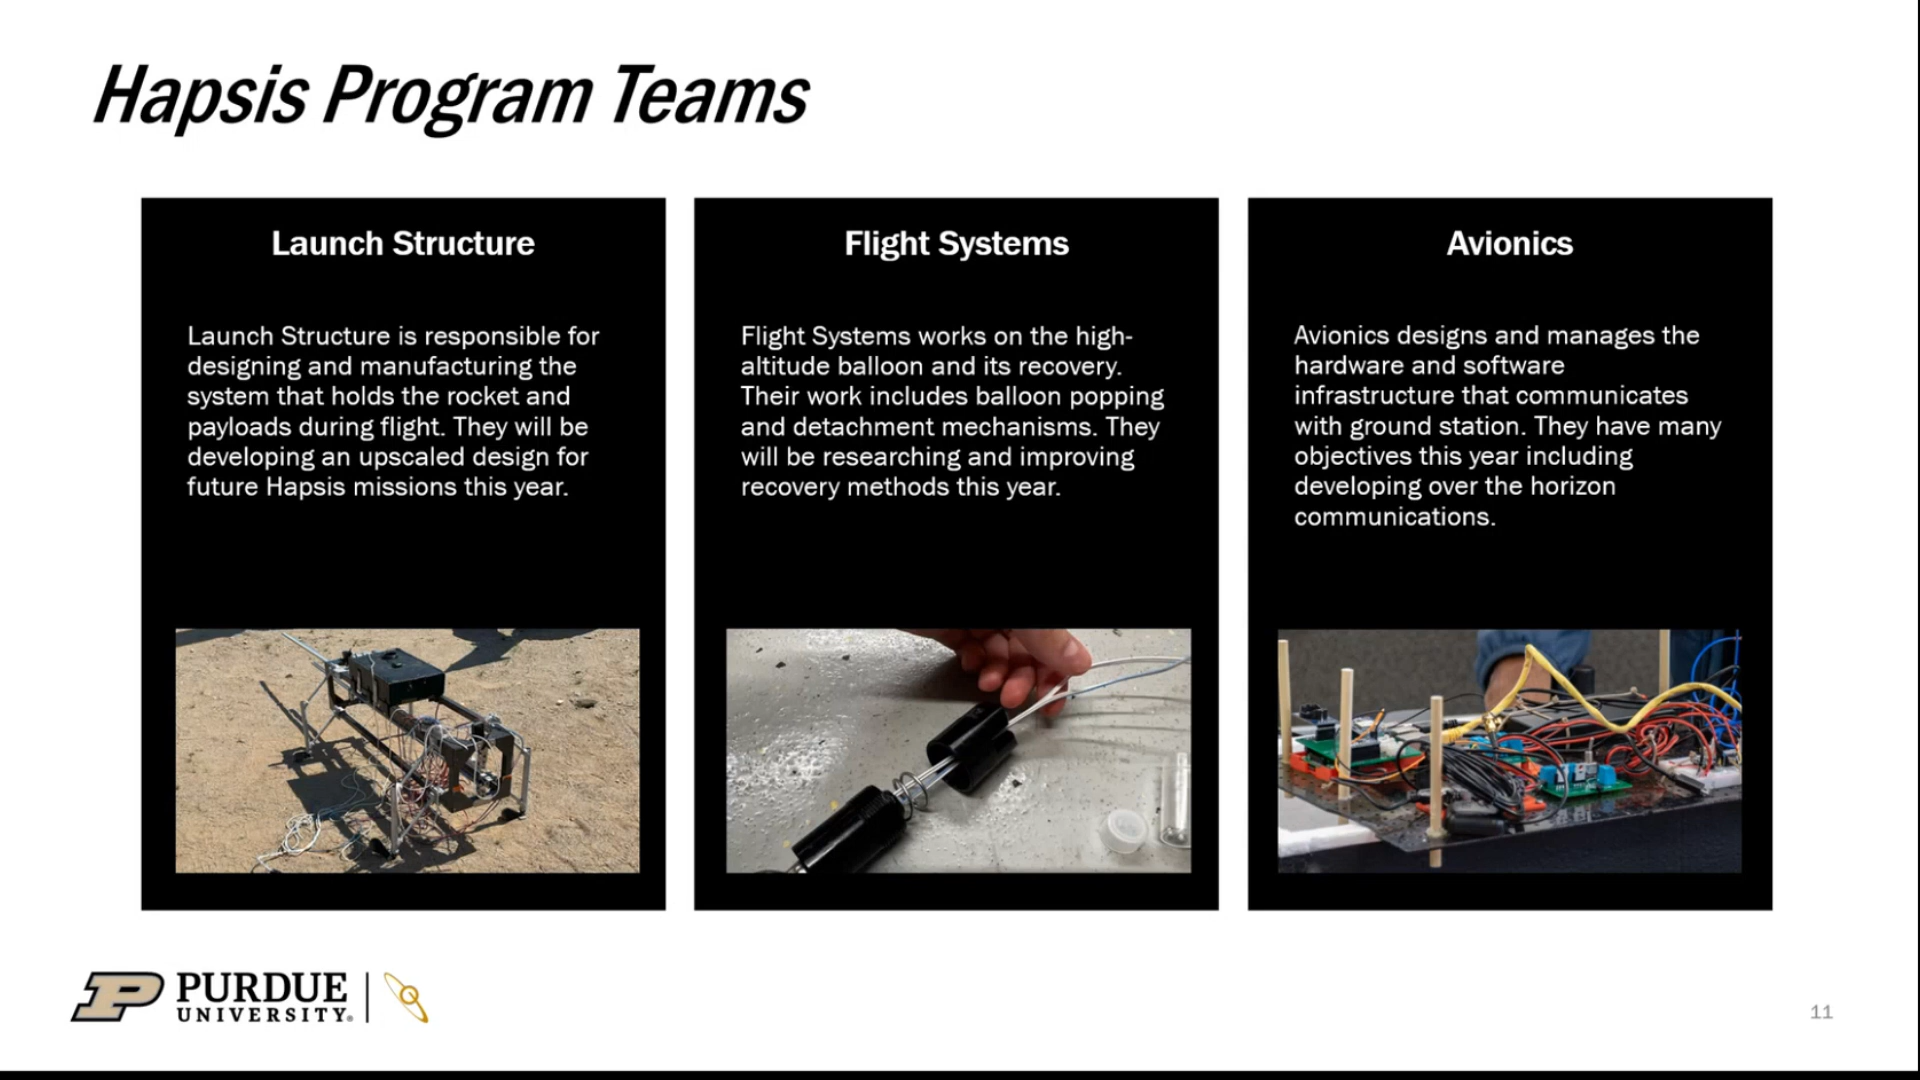 Hapsis Program Teams
Launch Structure
Launch Structure is responsible for
designing and manufacturing the
system that holds the rocket and
payloads during flight. They will be
developing an upscaled design for
future Hapsis missions this year.
Flight Systems
Flight Systems works on the high-
altitude balloon and its recovery.
Their work includes balloon popping
and detachment mechanisms. They
will be researching and improving
recovery methods this year.
Avionics
Avionics designs and manages the
hardware and software
infrastructure that communicates
with ground station. They have many
objectives this year including
developing over the horizon
communications.
P PURDUE
UNIVERSITY®
11